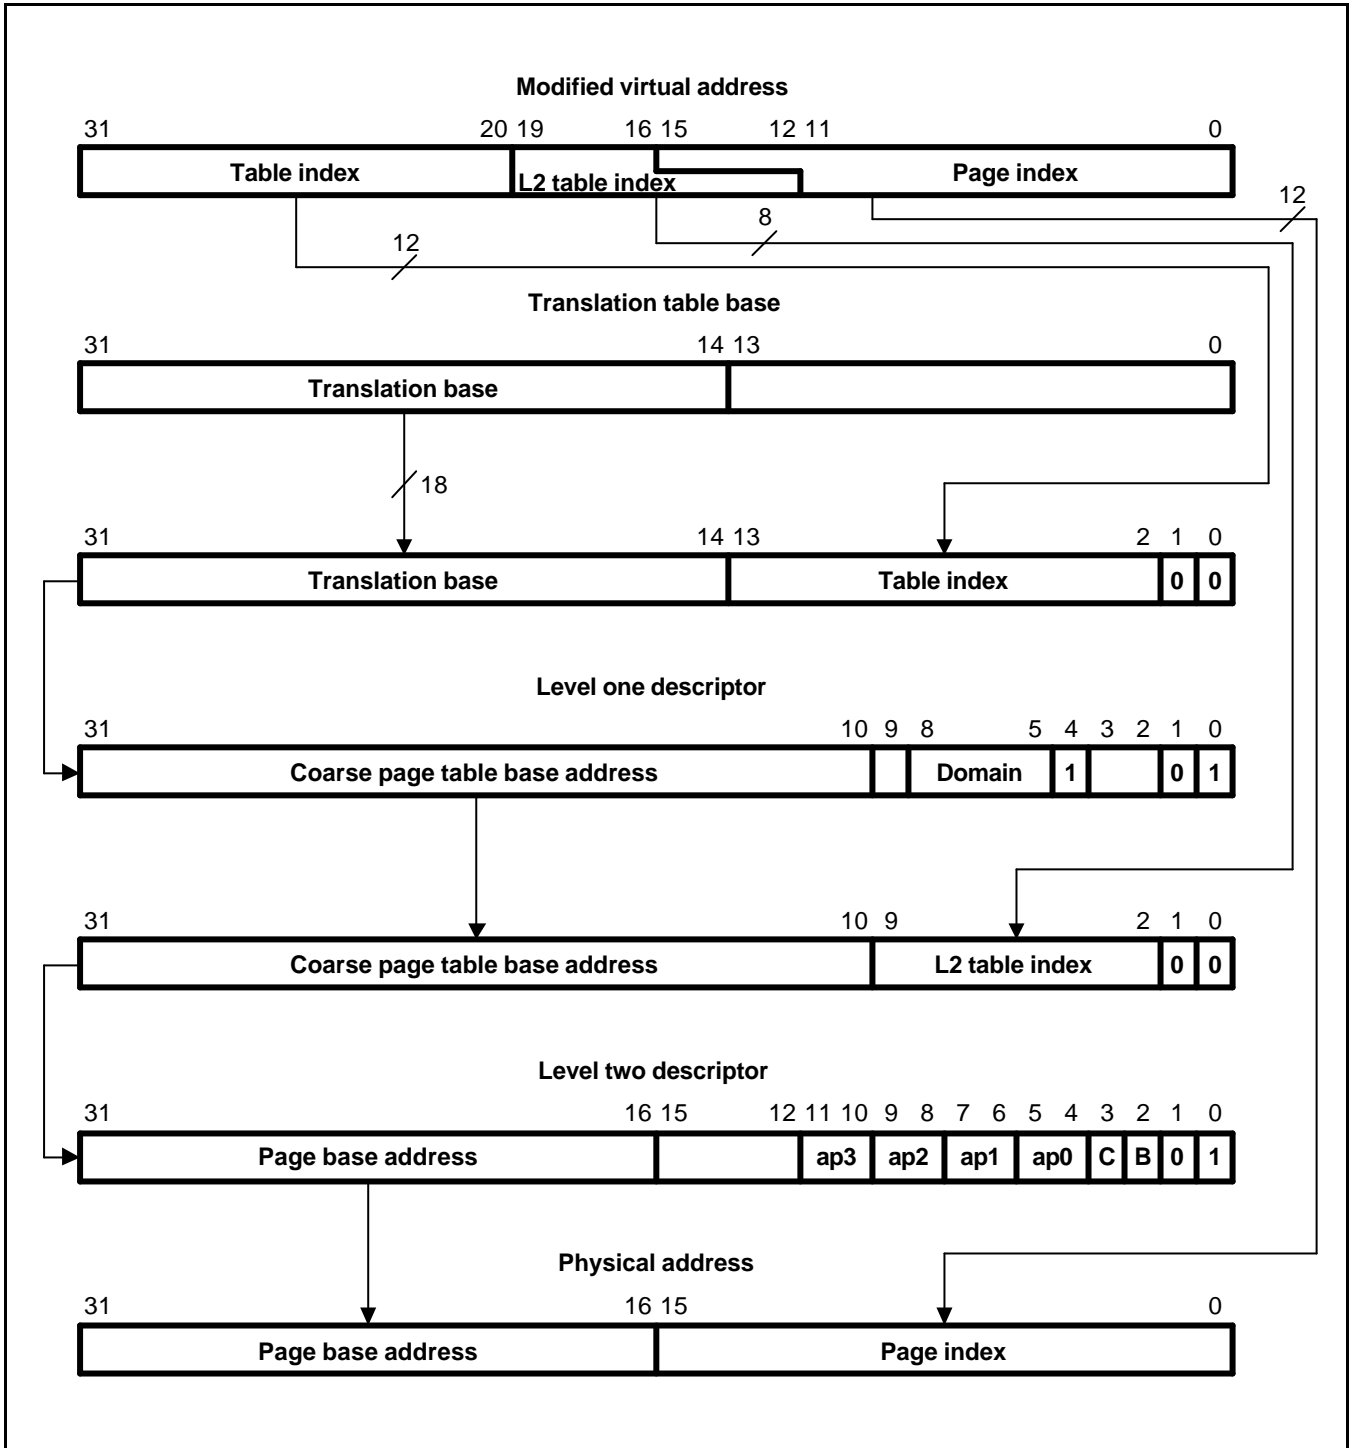 Modified virtual address
31 20 19 16 15 12 11 0
Table index L2 table index Page index
12
8
12
Translation table base
31 14 13 0
Translation base
18
31 14 13 2 1 0
Translation base Table index 0 0
Level one descriptor
31 10 9 8 5 4 3 2 1 0
Coarse page table base address Domain 1 0 1
31 10 9 2 1 0
Coarse page table base address L2 table index 0 0
Level two descriptor
31 16 15 12 11 10 9 8 7 6 5 4 3 2 1 0
Page base address ap3 ap2 ap1 ap0 C B 0 1
Physical address
31 16 15 0
Page base address Page index